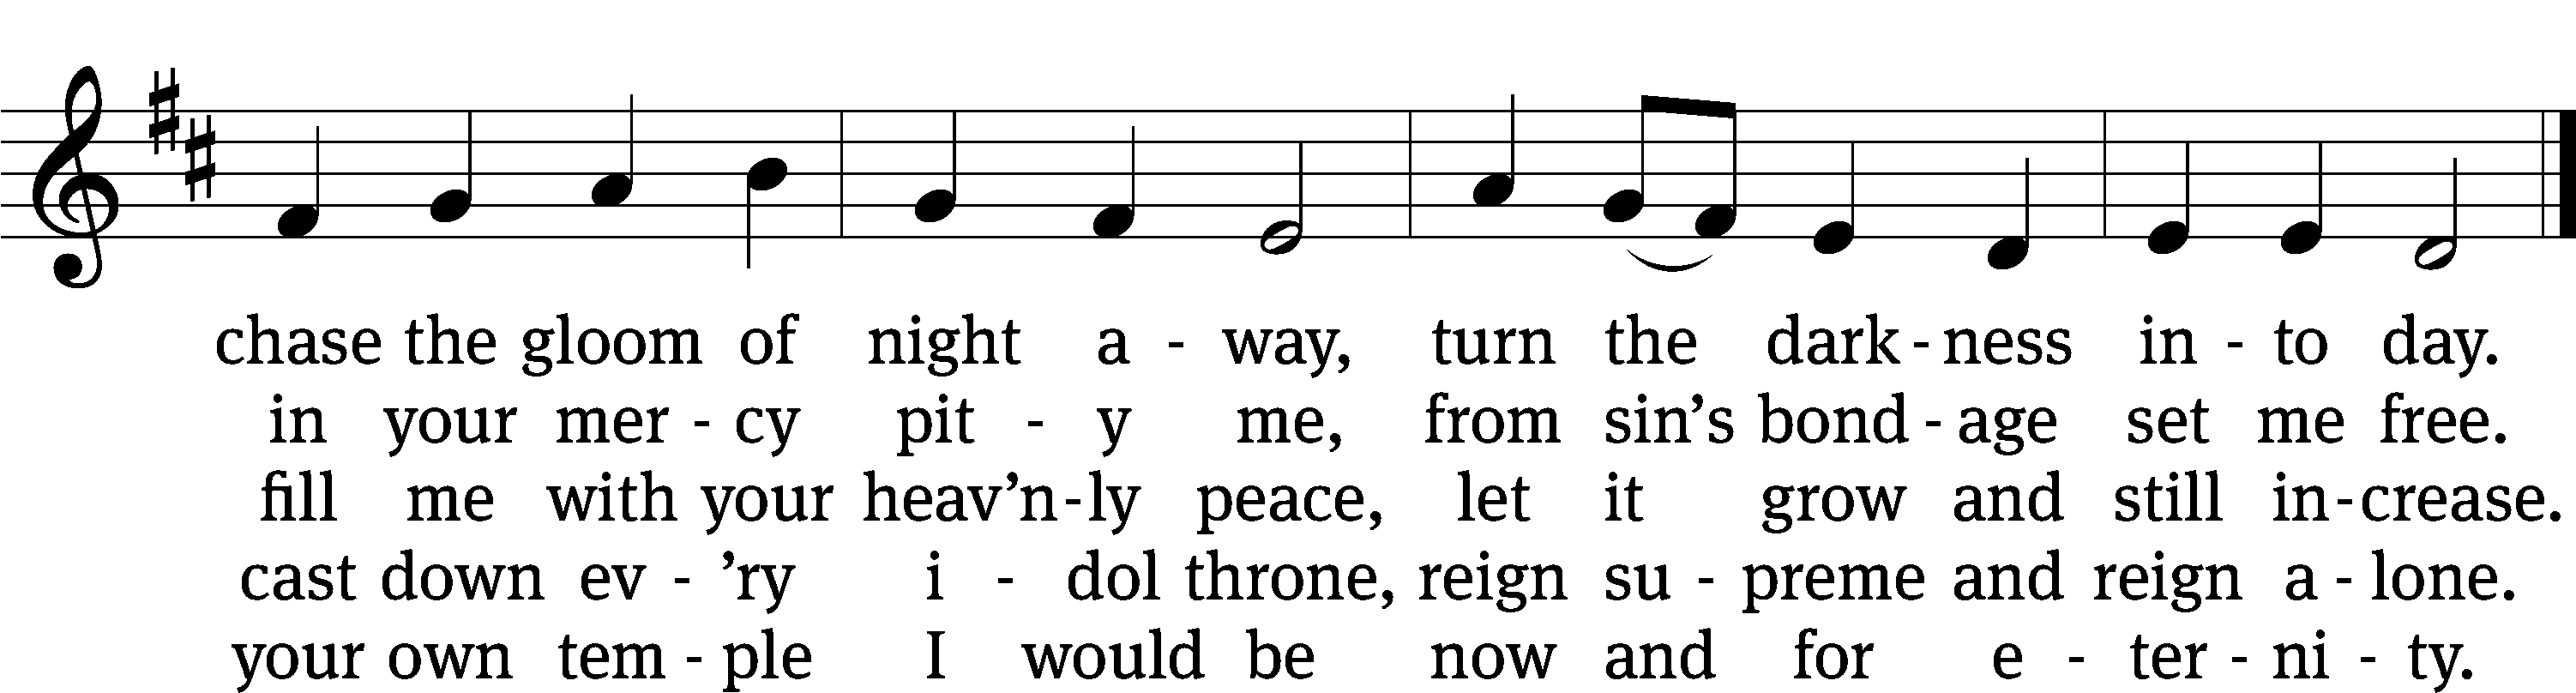 chase the gloom of night a - way, turn the dark - ness in - to day.
in your mer - cy pit - y me, from sin’s bond - age set me free.
fill me with your heav’n - ly peace, let it grow and still in - crease.
cast down ev - ’ry i - dol throne, reign su - preme and reign a - lone.
your own tem - ple I would be now and for e - ter - ni - ty.